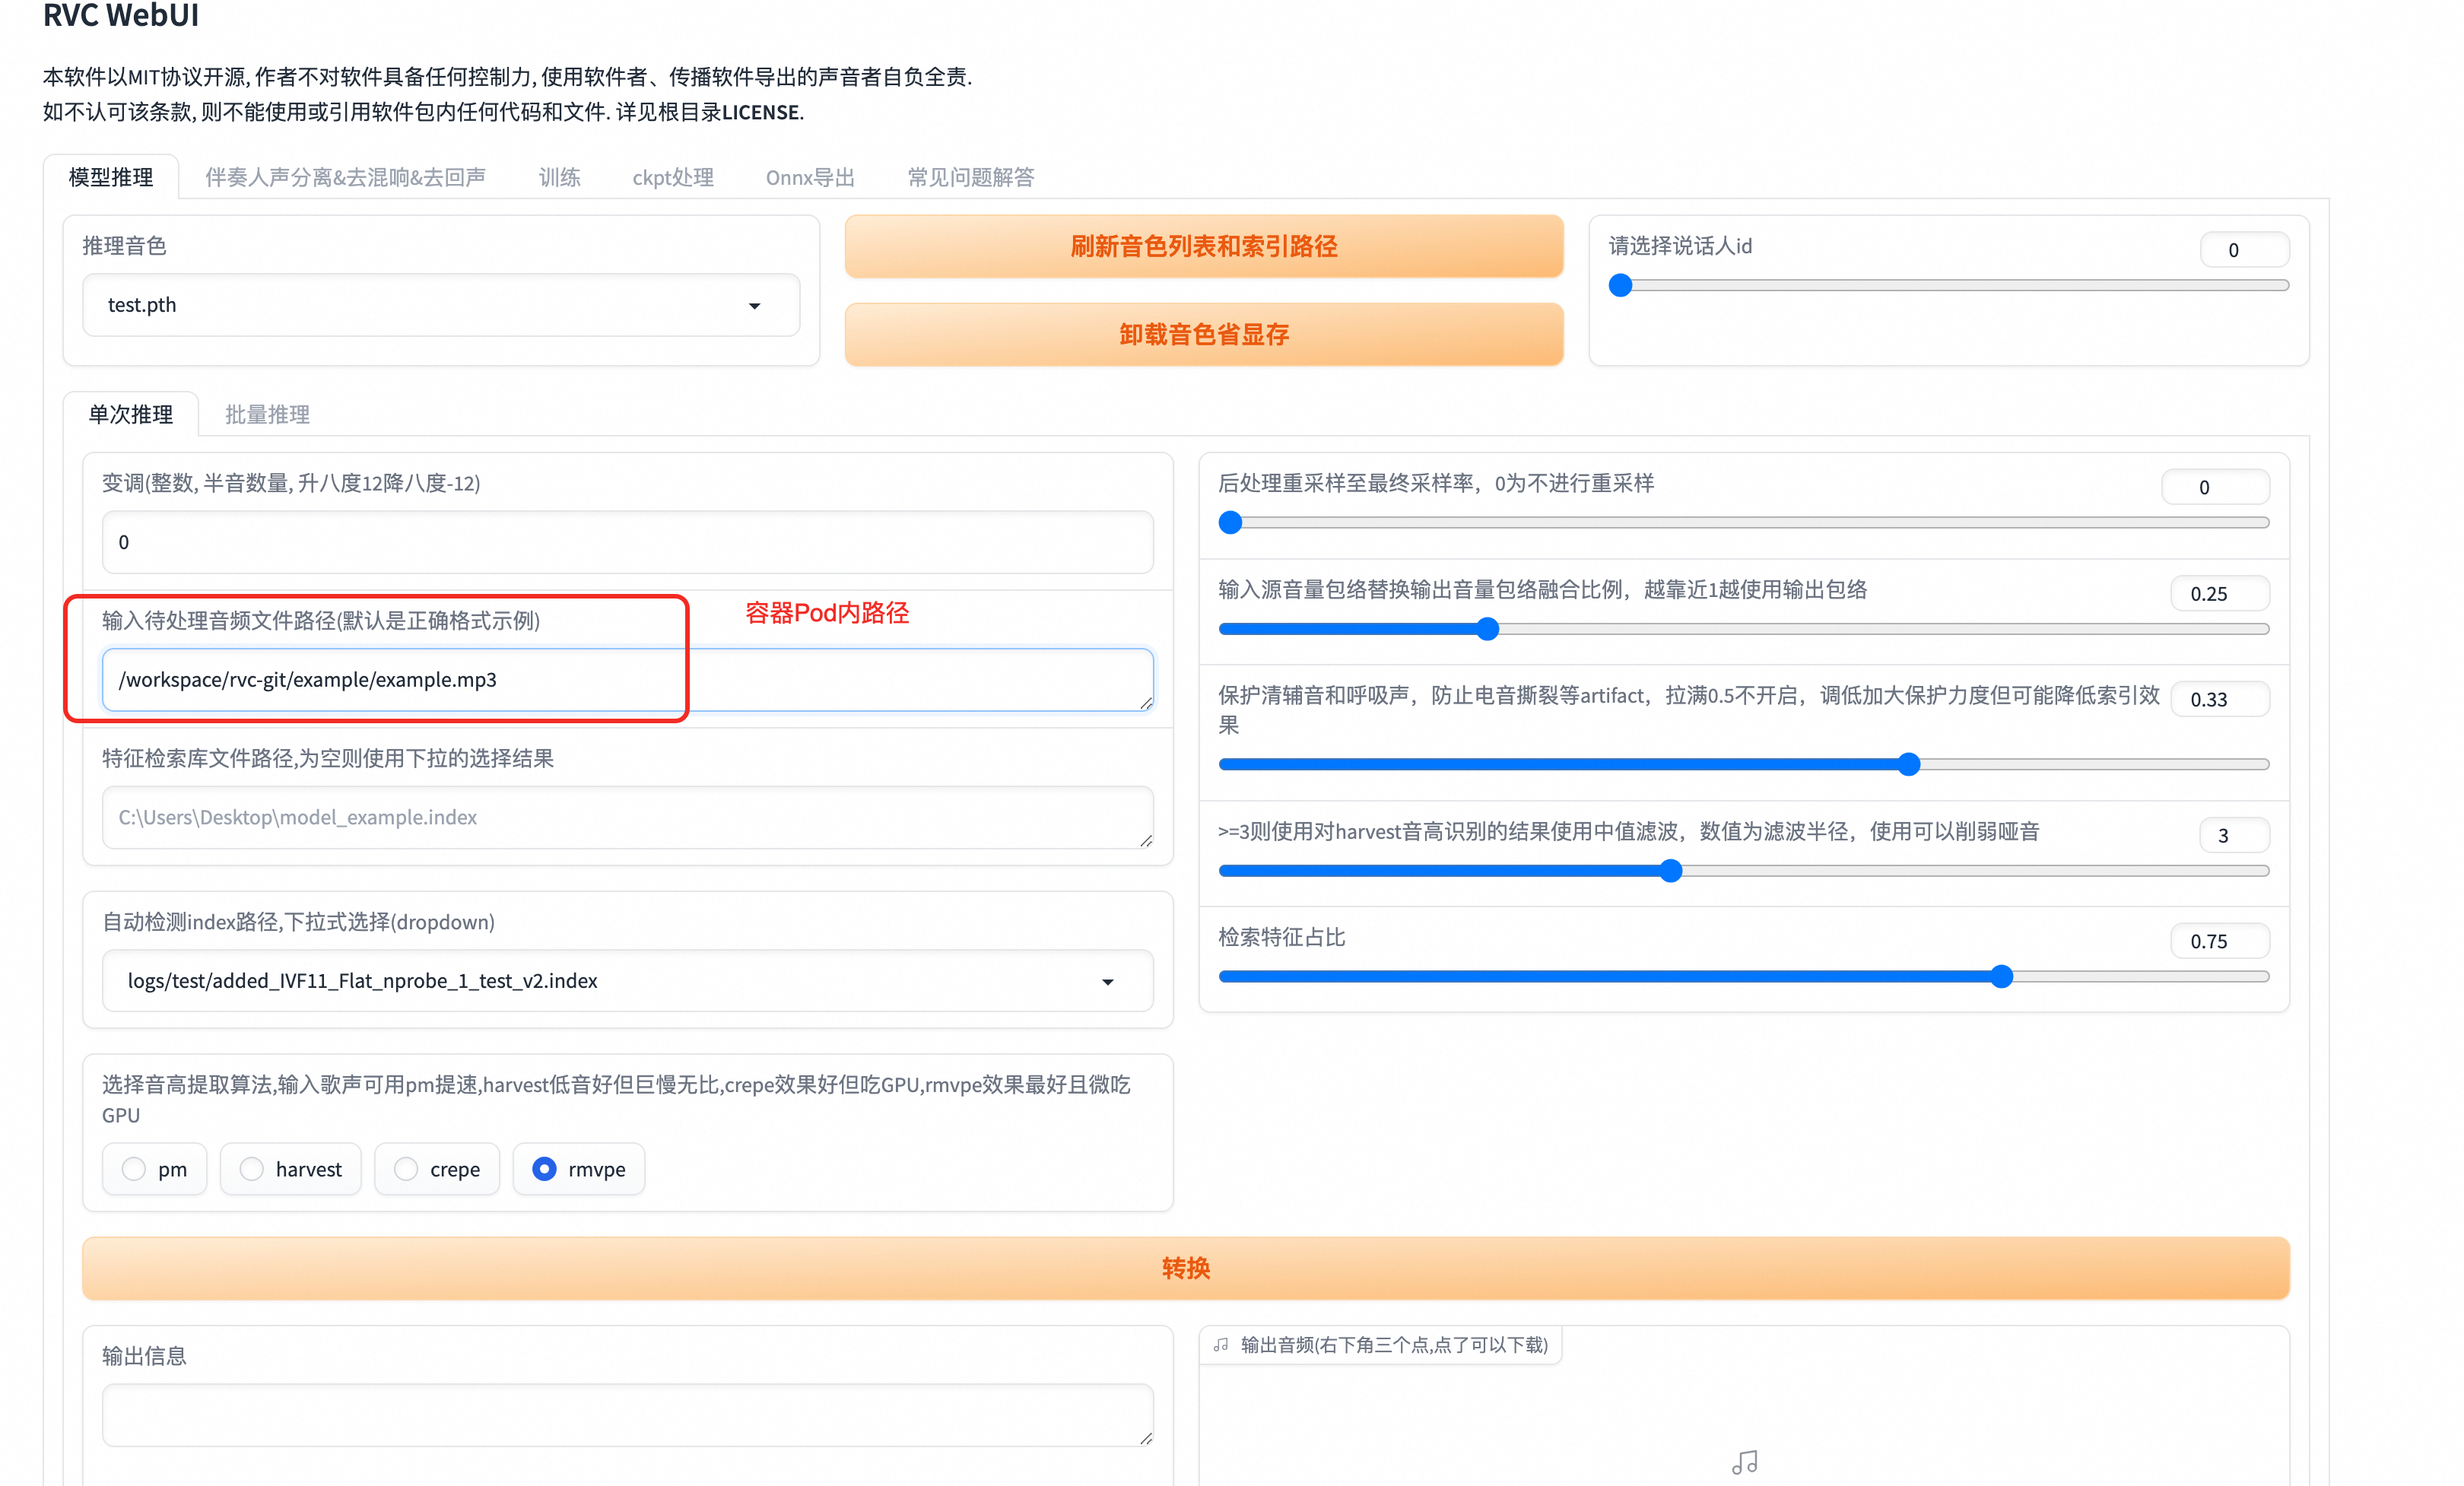 RVC WebUI
本软件以MIT协议开源, 作者不对软件具备任何控制力, 使用软件者、传播软件导出的声音者自负全责.
如不认可该条款, 则不能使用或引用软件包内任何代码和文件. 详见根目录LICENSE.
模型推理
伴奏人声分离&去混响&去回声
训练
ckpt处理
Onnx导出
常见问题解答
推理音色
test.pth
刷新音色列表和索引路径
卸载音色省显存
请选择说话人id
0
单次推理
批量推理
变调(整数, 半音数量, 升八度12降八度-12)
0
输入待处理音频文件路径(默认是正确格式示例)
容器Pod内路径
/workspace/rvc-git/example/example.mp3
特征检索库文件路径,为空则使用下拉的选择结果
C:\Users\Desktop\model_example.index
自动检测index路径,下拉式选择(dropdown)
logs/test/added_IVF11_Flat_nprobe_1_test_v2.index
选择音高提取算法,输入歌声可用pm提速,harvest低音好但巨慢无比,crepe效果好但吃GPU,rmvpe效果最好且微吃
GPU
pm
harvest
crepe
rmvpe
后处理重采样至最终采样率，0为不进行重采样
0
输入源音量包络替换输出音量包络融合比例，越靠近1越使用输出包络
0.25
保护清辅音和呼吸声，防止电音撕裂等artifact，拉满0.5不开启，调低加大保护力度但可能降低索引效
果
0.33
>=3则使用对harvest音高识别的结果使用中值滤波，数值为滤波半径，使用可以削弱哑音
3
检索特征占比
0.75
转换
输出信息
输出音频(右下角三个点,点了可以下载)